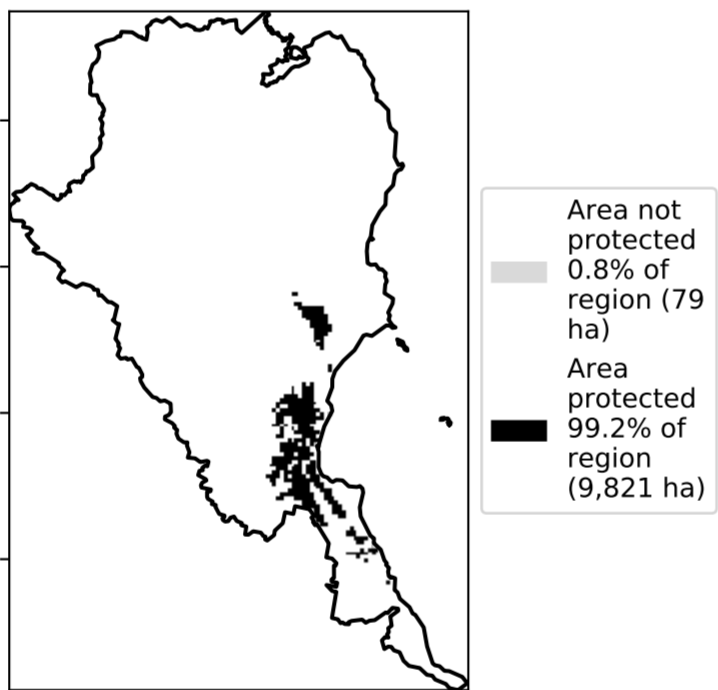 Area not
protected
0.8% of
region (79
ha)
Area
protected
99.2% of
region
(9,821 ha)